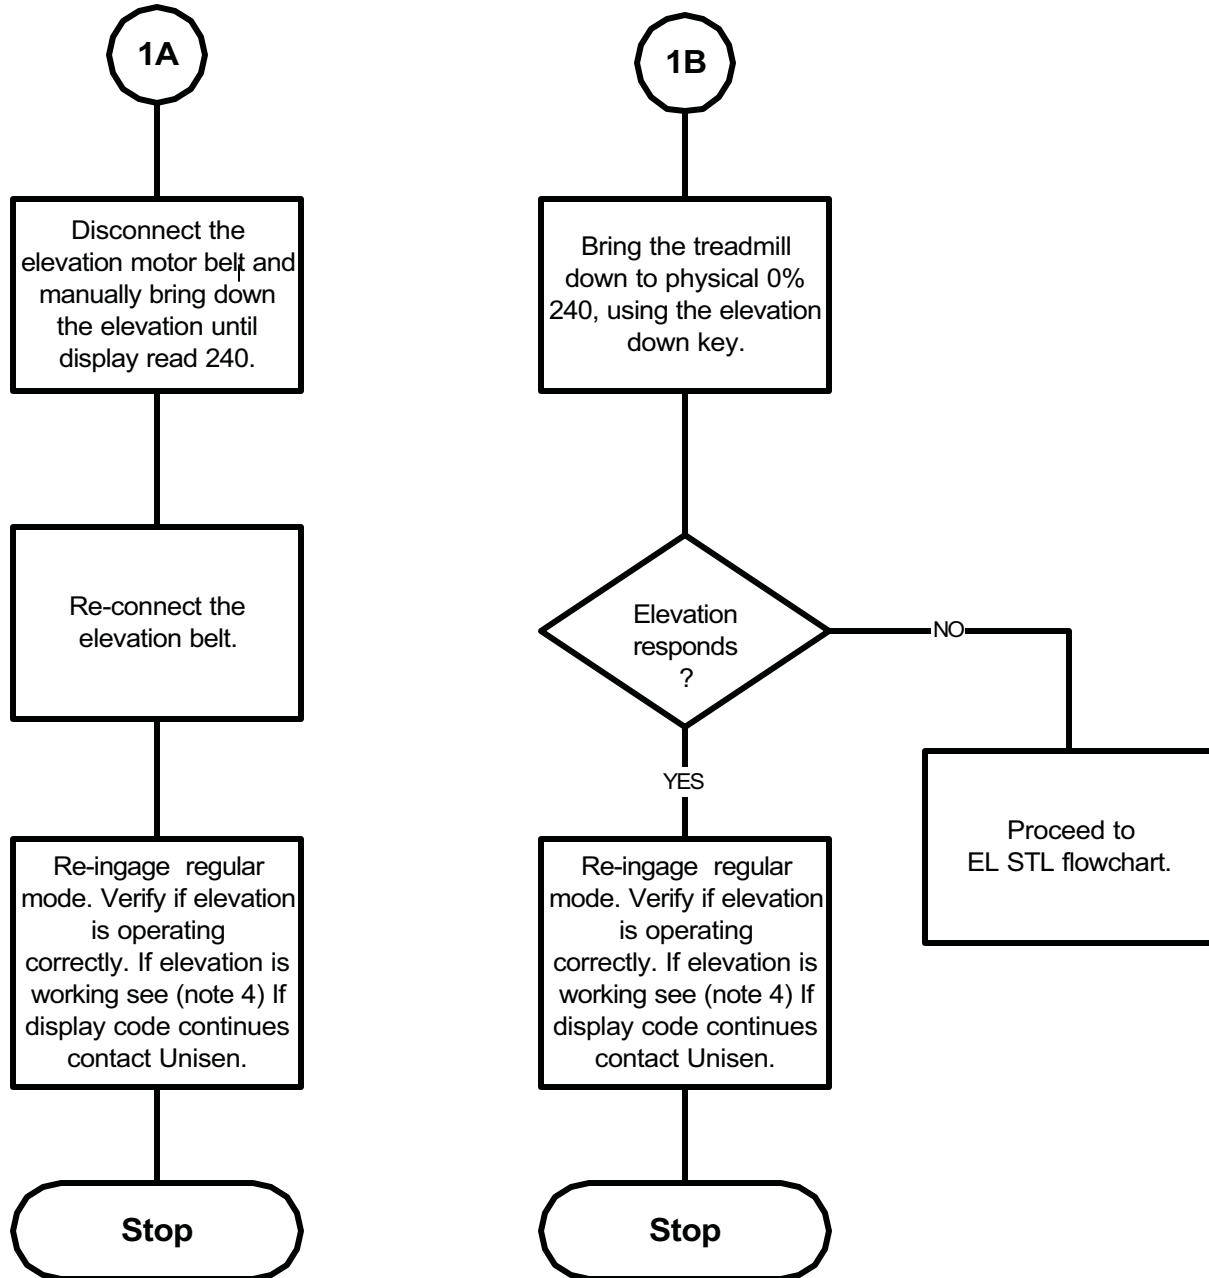 1A
Disconnect the
elevation motor belt and
manually bring down
the elevation until
display read 240.
Re-connect the
elevation belt.
Re-ingage regular
mode. Verify if elevation
is operating
correctly. If elevation is
working see (note 4) If
display code continues
contact Unisen.
Stop
1B
Bring the treadmill
down to physical 0%
240, using the elevation
down key.
Elevation
responds
?
NO
YES
Proceed to
EL STL flowchart.
Re-ingage regular
mode. Verify if elevation
is operating
correctly. If elevation is
working see (note 4) If
display code continues
contact Unisen.
Stop